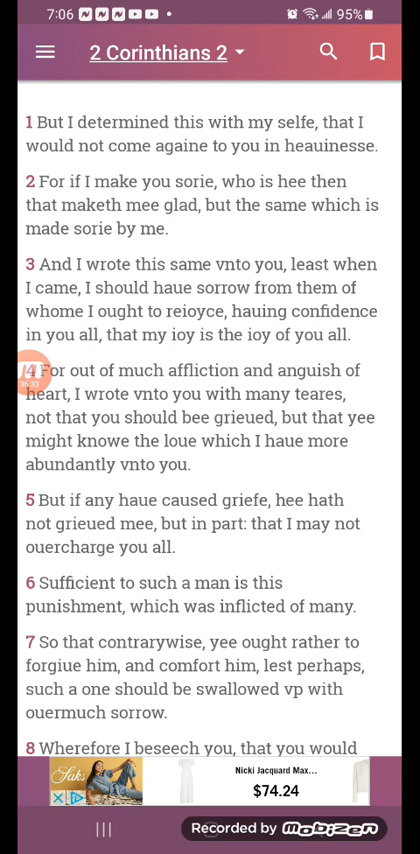 7:06 95%
2 Corinthians 2
1 But I determined this with my selfe, that I
would not come againe to you in heauinesse.
2 For if I make you sorie, who is hee then
that maketh mee glad, but the same which is
made sorie by me.
3 And I wrote this same vnto you, least when
I came, I should haue sorrow from them of
whome I ought to reioyce, hauing confidence
in you all, that my ioy is the ioy of you all.
4 For out of much affliction and anguish of
heart, I wrote vnto you with many teares,
not that you should bee grieued, but that yee
might knowe the loue which I haue more
abundantly vnto you.
5 But if any haue caused griefe, hee hath
not grieued mee, but in part: that I may not
ouercharge you all.
6 Sufficient to such a man is this
punishment, which was inflicted of many.
7 So that contrarywise, yee ought rather to
forgiue him, and comfort him, lest perhaps,
such a one should be swallowed vp with
ouermuch sorrow.
8 Wherefore I beseech you, that you would
Saks
Nicki Jacquard Max...
$74.24
Recorded by mobizen